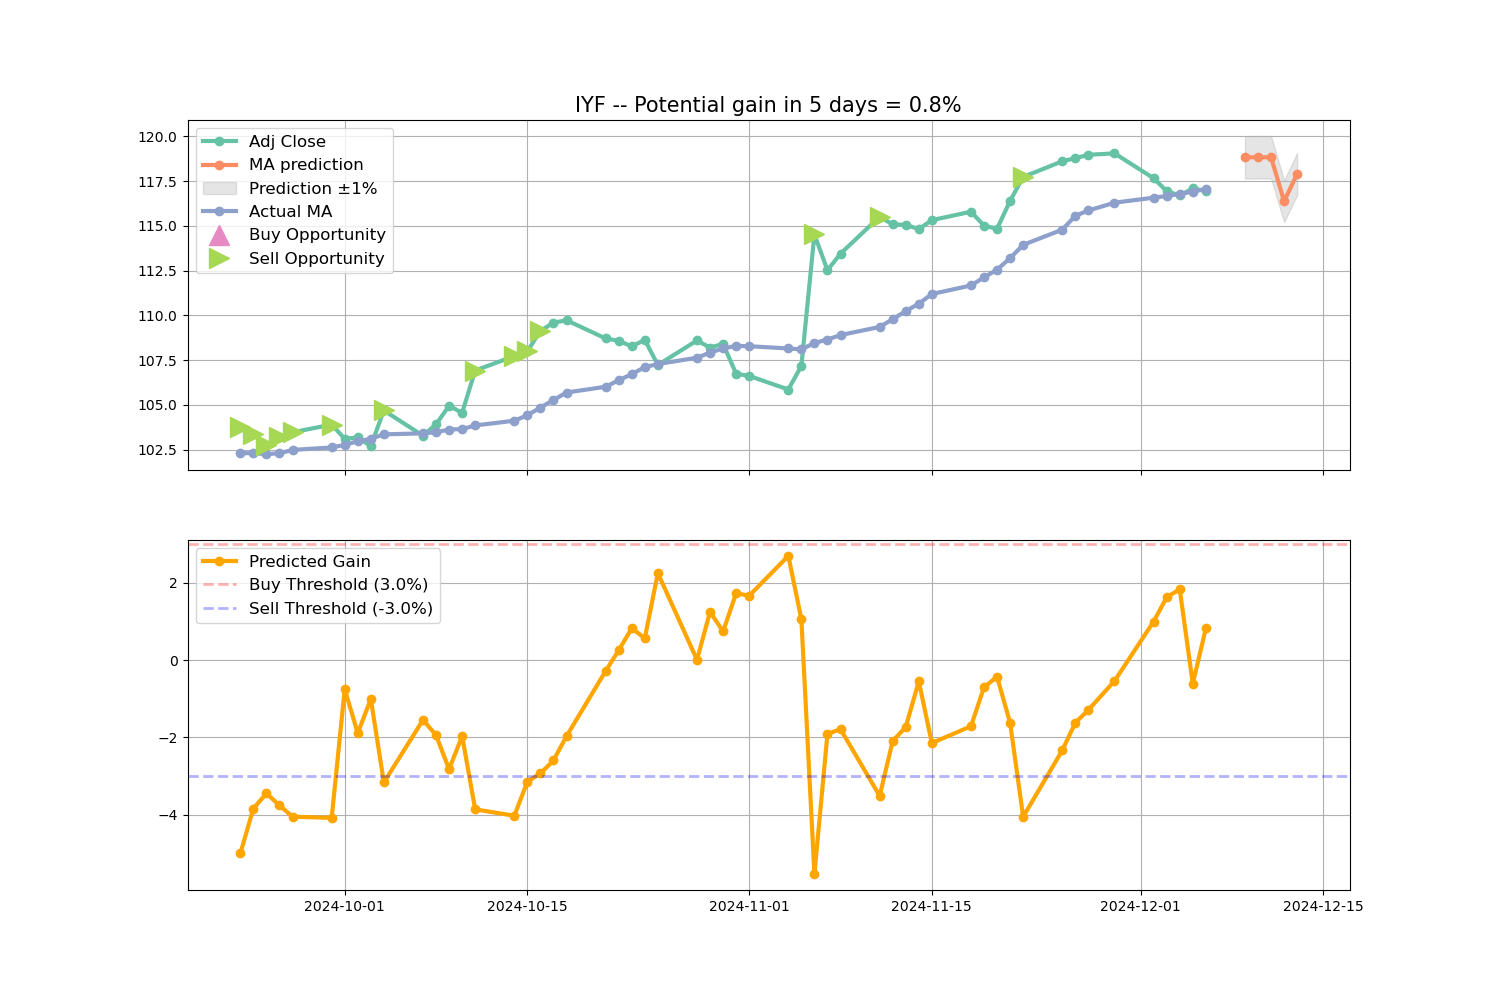 IYF -- Potential gain in 5 days = 0.8%
120.0
117.5
115.0
112.5
110.0
107.5
105.0
102.5
Adj Close
MA prediction
Prediction ±1%
Actual MA
Buy Opportunity
Sell Opportunity
2
0
−2
−4
Predicted Gain
Buy Threshold (3.0%)
Sell Threshold (-3.0%)
2024-10-01
2024-10-15
2024-11-01
2024-11-15
2024-12-01
2024-12-15